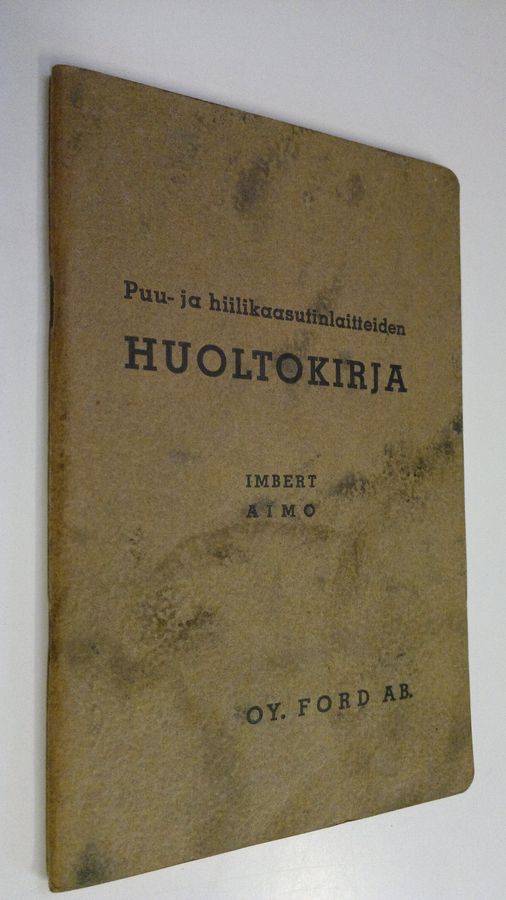 Puu- ja hiilikaasutinlaitteiden
HUOLTOKIRJA
IMBERT
AIMO
OY. FORD AB.